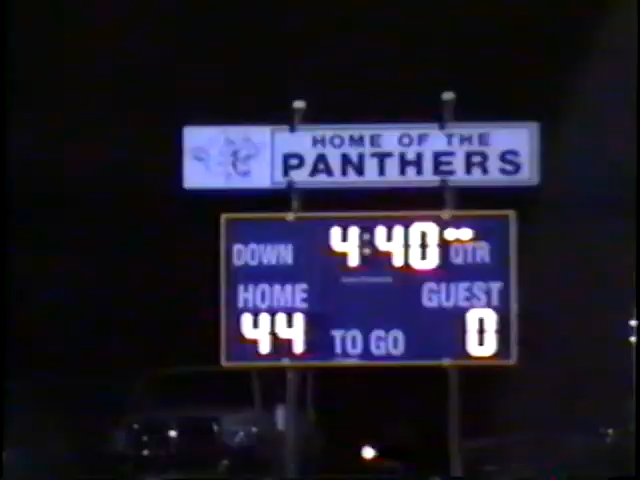 HOME OF THE
PANTHERS
4:40
DOWN QTR
HOME GUEST
44 TO GO 0